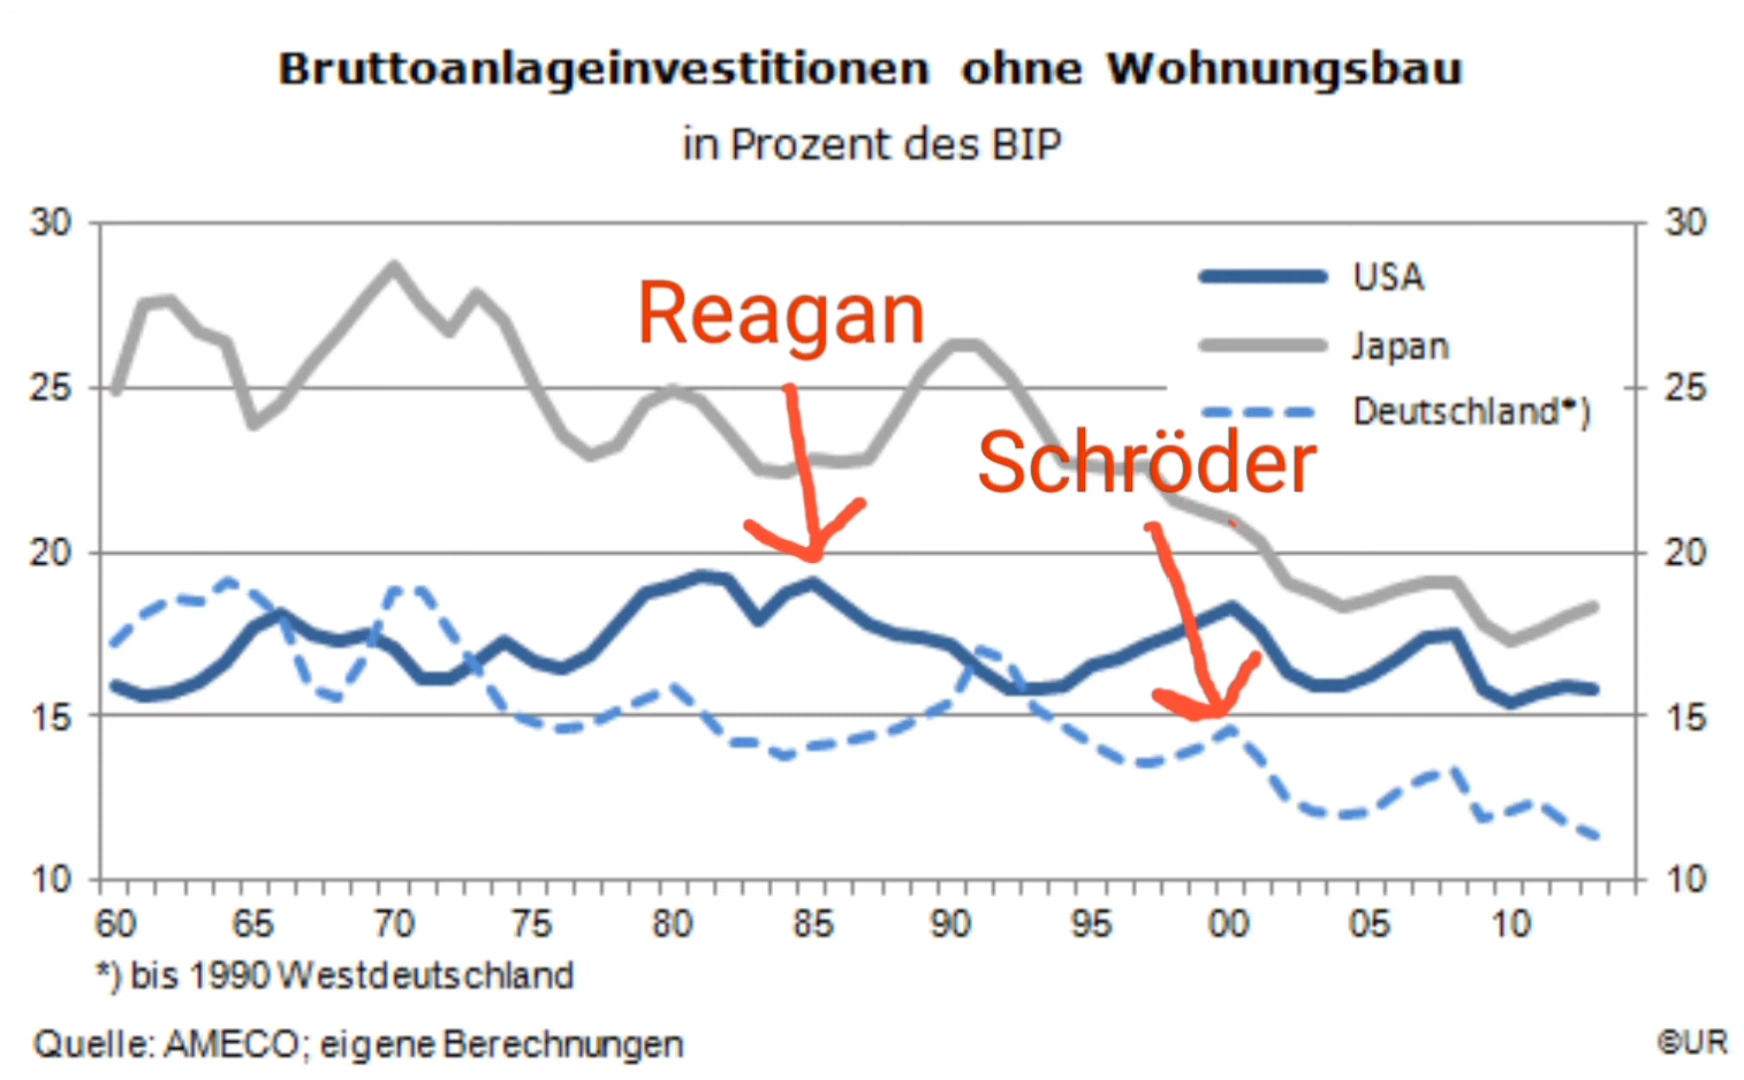 Bruttoanlageinvestitionen ohne Wohnungsbau
in Prozent des BIP
30 30
USA
Reagan
Japan
25 25
Deutschland*)
Schröder
20 20
15 15
10 10
60 65 70 75 80 85 90 95 00 05 10
*) bis 1990 Westdeutschland
Quelle: AMECO; eigene Berechnungen ©UR